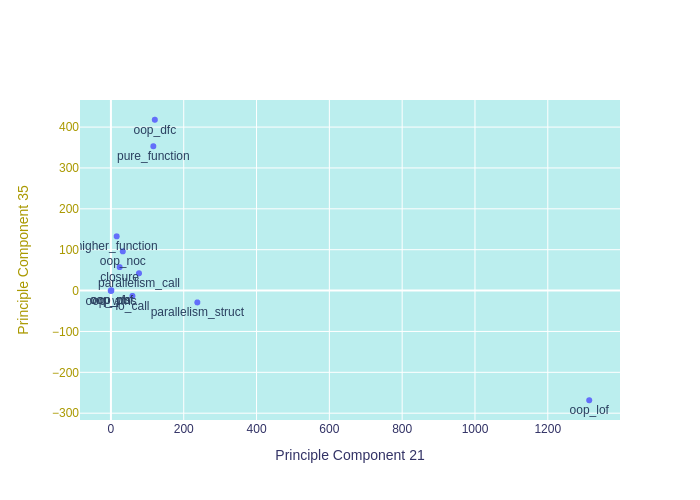 400
300
200
100
0
−100
−200
−300
Principle Component 35
oop_dfc
pure_function
higher_function
oop_noc
closure
parallelism_call
io_call
parallelism_struct
oop_lof
0
200
400
600
800
1000
1200
Principle Component 21